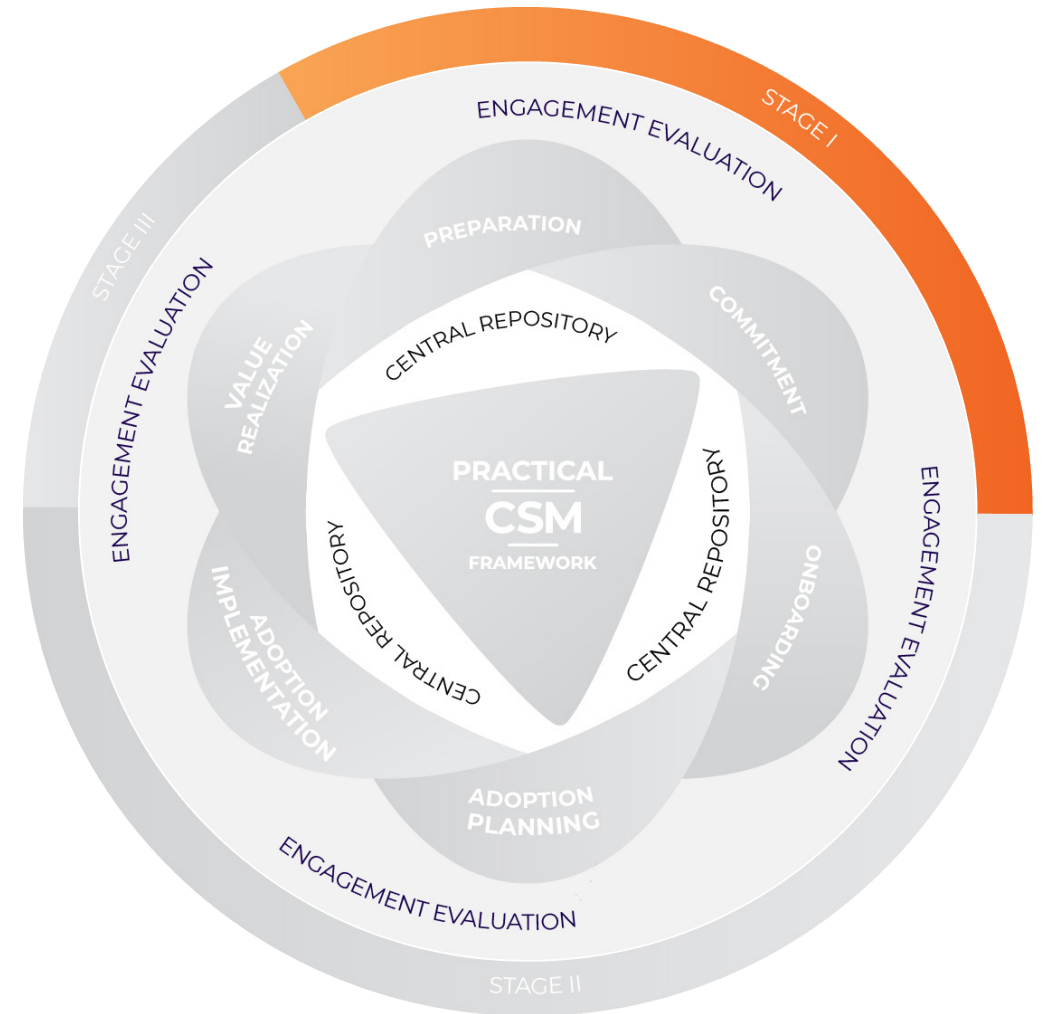 STAGE I
ENGAGEMENT EVALUATION
PREPARATION
STAGE III
ENGAGEMENT EVALUATION
VALUE
REALIZATION
CENTRAL REPOSITORY
COMMITMENT
PRACTICAL
CSM
FRAMEWORK
CENTRAL REPOSITORY
CENTRAL REPOSITORY
ENGAGEMENT EVALUATION
ONBOARDING
ADOPTION
IMPLEMENTATION
ADOPTION
PLANNING
ENGAGEMENT EVALUATION
STAGE II